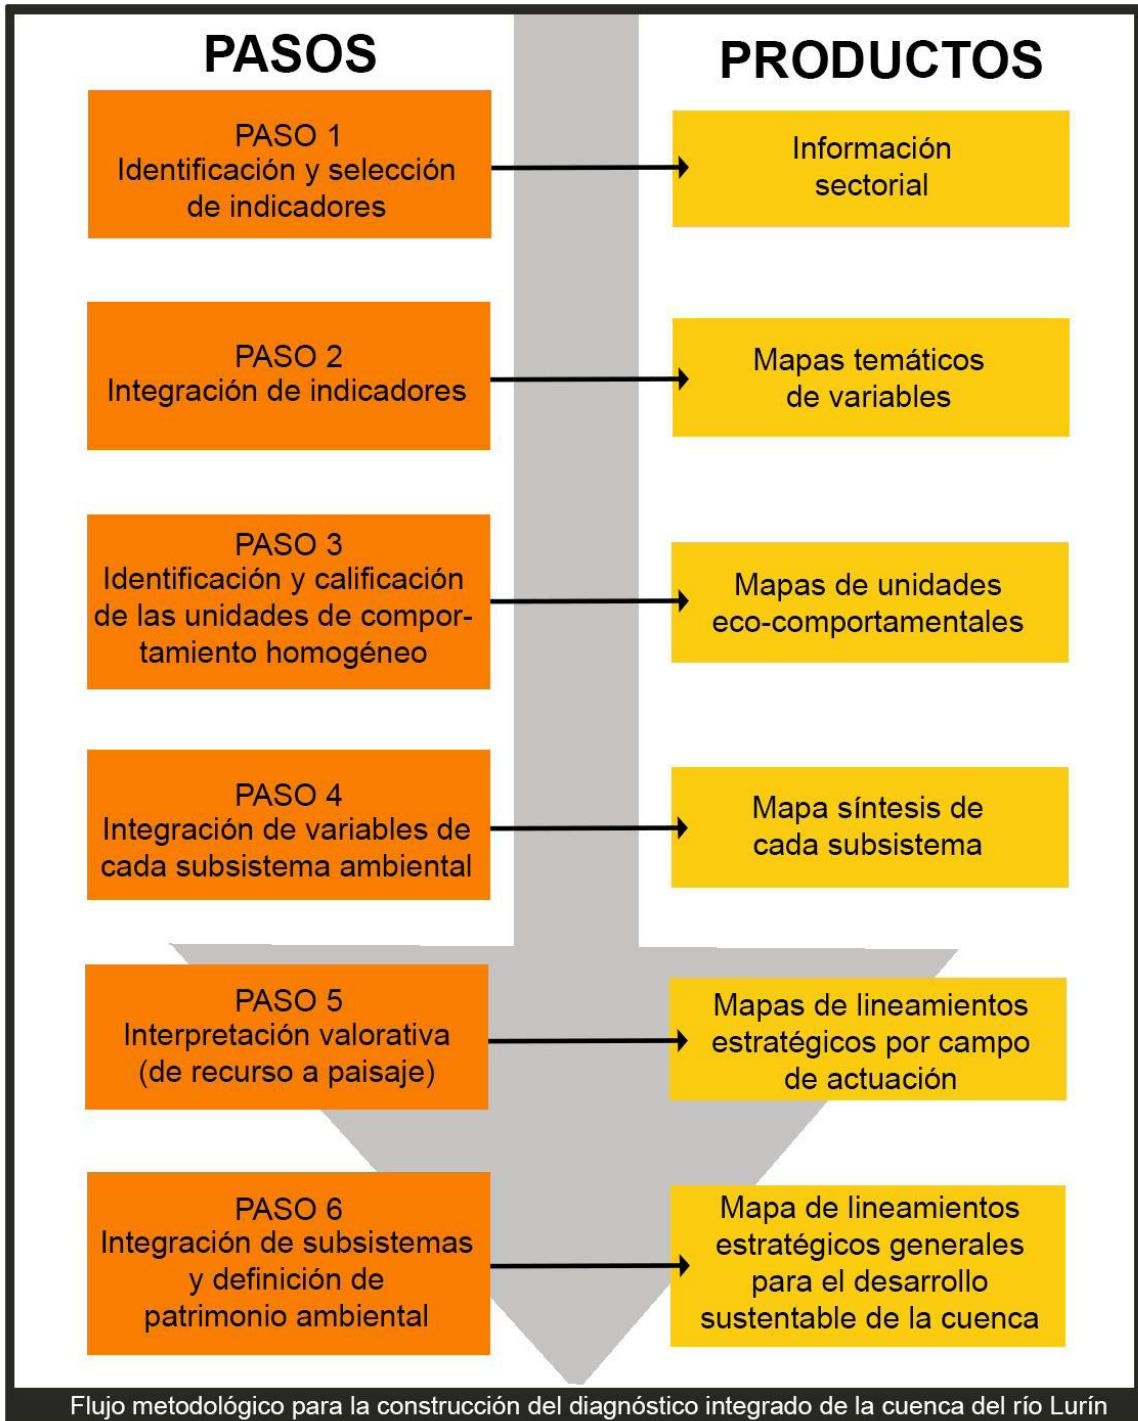 PASOS
PRODUCTOS
PASO 1
Identificación y selección
de indicadores
Información
sectorial
PASO 2
Integración de indicadores
Mapas temáticos
de variables
PASO 3
Identificación y calificación
de las unidades de compor-
tamiento homogéneo
Mapas de unidades
eco-comportamentales
PASO 4
Integración de variables de
cada subsistema ambiental
Mapa síntesis de
cada subsistema
PASO 5
Interpretación valorativa
(de recurso a paisaje)
Mapas de lineamientos
estratégicos por campo
de actuación
PASO 6
Integración de subsistemas
y definición de
patrimonio ambiental
Mapa de lineamientos
estratégicos generales
para el desarrollo
sustentable de la cuenca
Flujo metodológico para la construcción del diagnóstico integrado de la cuenca del río Lurín